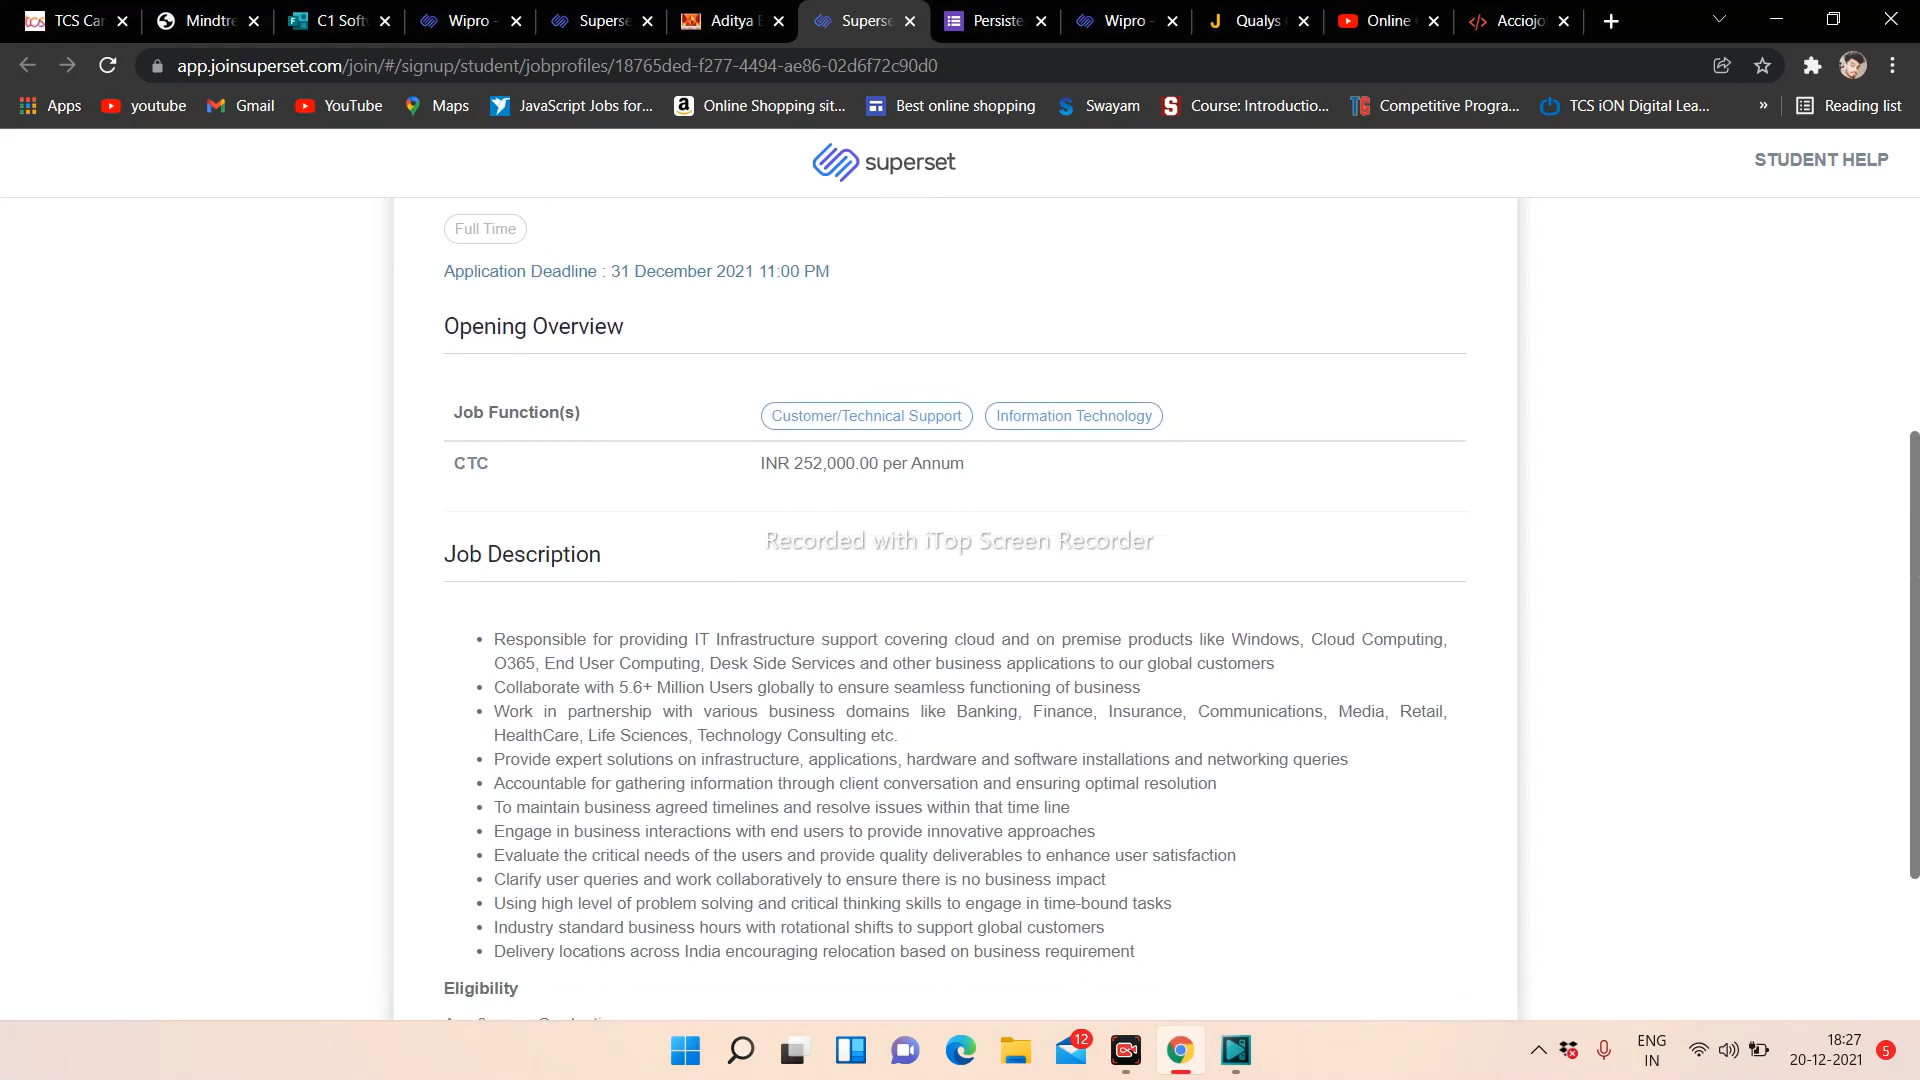 TCS Car
Mindtre
C1 Soft
Wipro -
Superse
Aditya B
Superse
Persiste
Wipro -
Qualys
Online
Acciojo
app.joinsuperset.com/join/#/signup/student/jobprofiles/18765ded-f277-4494-ae86-02d6f72c90d0
Apps
youtube
Gmail
YouTube
Maps
JavaScript Jobs for...
Online Shopping sit...
Best online shopping
Swayam
Course: Introductio...
Competitive Progra...
TCS iON Digital Lea...
»
Reading list
superset
STUDENT HELP
Full Time
Application Deadline : 31 December 2021 11:00 PM
Opening Overview
Job Function(s)
Customer/Technical Support
Information Technology
CTC
INR 252,000.00 per Annum
Recorded with iTop Screen Recorder
Job Description
• Responsible for providing IT Infrastructure support covering cloud and on premise products like Windows, Cloud Computing,
O365, End User Computing, Desk Side Services and other business applications to our global customers
• Collaborate with 5.6+ Million Users globally to ensure seamless functioning of business
• Work in partnership with various business domains like Banking, Finance, Insurance, Communications, Media, Retail,
HealthCare, Life Sciences, Technology Consulting etc.
• Provide expert solutions on infrastructure, applications, hardware and software installations and networking queries
• Accountable for gathering information through client conversation and ensuring optimal resolution
• To maintain business agreed timelines and resolve issues within that time line
• Engage in business interactions with end users to provide innovative approaches
• Evaluate the critical needs of the users and provide quality deliverables to enhance user satisfaction
• Clarify user queries and work collaboratively to ensure there is no business impact
• Using high level of problem solving and critical thinking skills to engage in time-bound tasks
• Industry standard business hours with rotational shifts to support global customers
• Delivery locations across India encouraging relocation based on business requirement
Eligibility
12
ENG
IN
18:27
20-12-2021
5